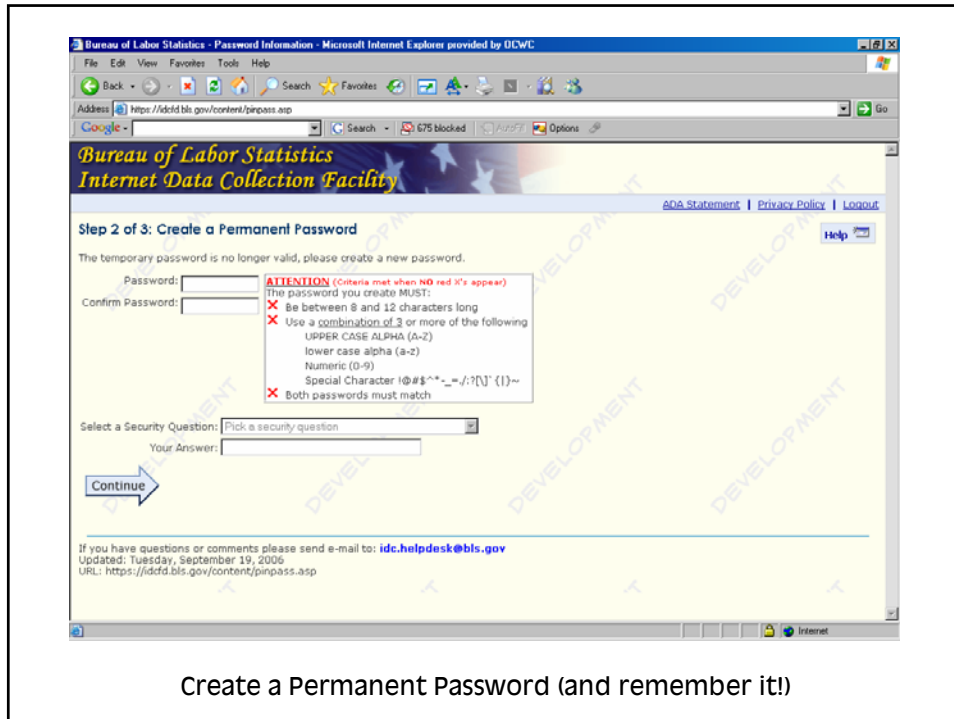 Bureau of Labor Statistics - Password Information - Microsoft Internet Explorer provided by OCWC
File Edit View Favorites Tools Help
Back Search Favorites
Address https://idcfd.bls.gov/content/pinpass.asp Go
Google - Search 675 blocked AutoFill Options
Bureau of Labor Statistics
Internet Data Collection Facility
ADA Statement | Privacy Policy | Logout
Step 2 of 3: Create a Permanent Password
Help
The temporary password is no longer valid, please create a new password.
Password:
Confirm Password:
ATTENTION (Criteria met when NO red X's appear)
The password you create MUST:
Be between 8 and 12 characters long
Use a combination of 3 or more of the following
UPPER CASE ALPHA (A-Z)
lower case alpha (a-z)
Numeric (0-9)
Special Character !@#$^*-_=./:?[\]`{|}~
Both passwords must match
Select a Security Question: Pick a security question
Your Answer:
Continue
DEVELOPMENT
DEVELOPMENT
DEVELOPMENT
If you have questions or comments please send e-mail to: idc.helpdesk@bls.gov
Updated: Tuesday, September 19, 2006
URL: https://idcfd.bls.gov/content/pinpass.asp
Internet
Create a Permanent Password (and remember it!)